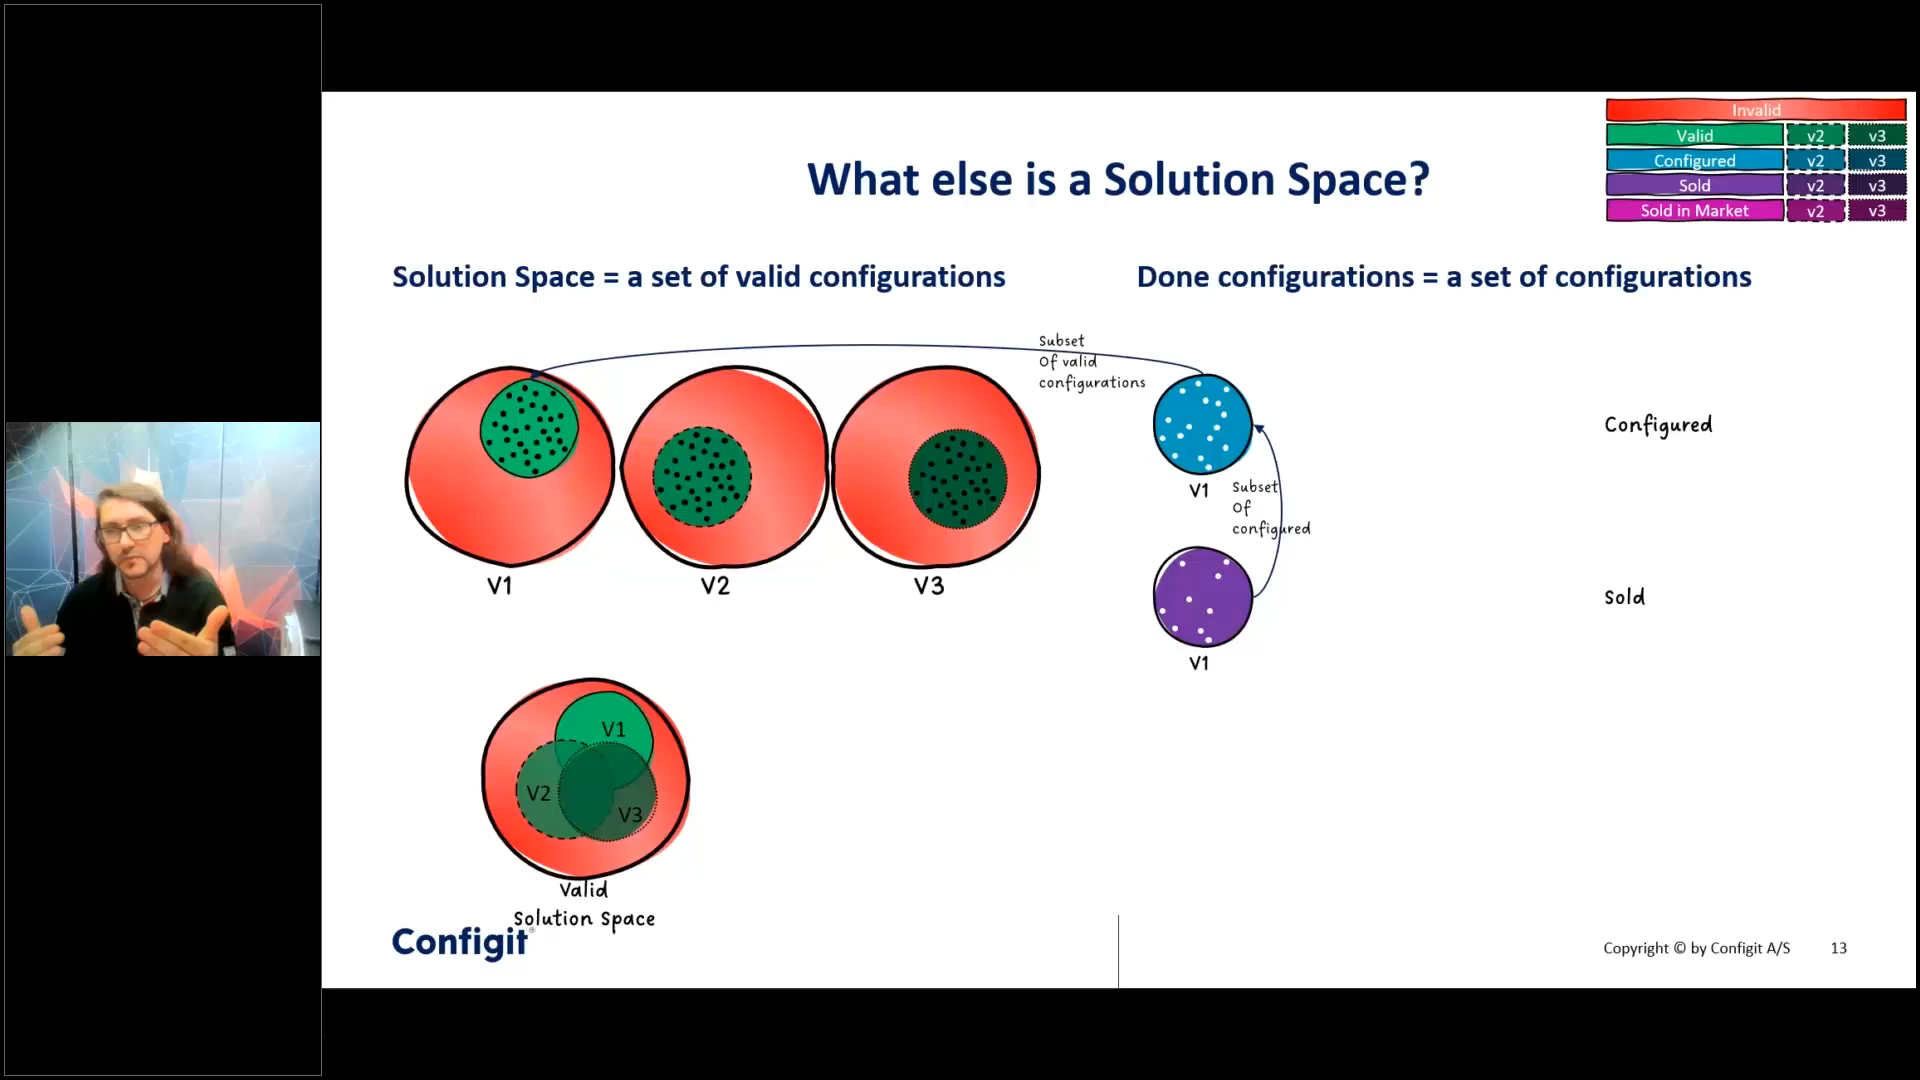 Invalid
Valid v2 v3
Configured v2 v3
Sold v2 v3
Sold in Market v2 v3
What else is a Solution Space?
Solution Space = a set of valid configurations
Done configurations = a set of configurations
Subset
Of valid
configurations
V1
V2
V3
V1
Subset
Of
configured
Configured
V1
Sold
V1
V2
V3
Valid
Solution Space
Configit
Copyright © by Configit A/S 13